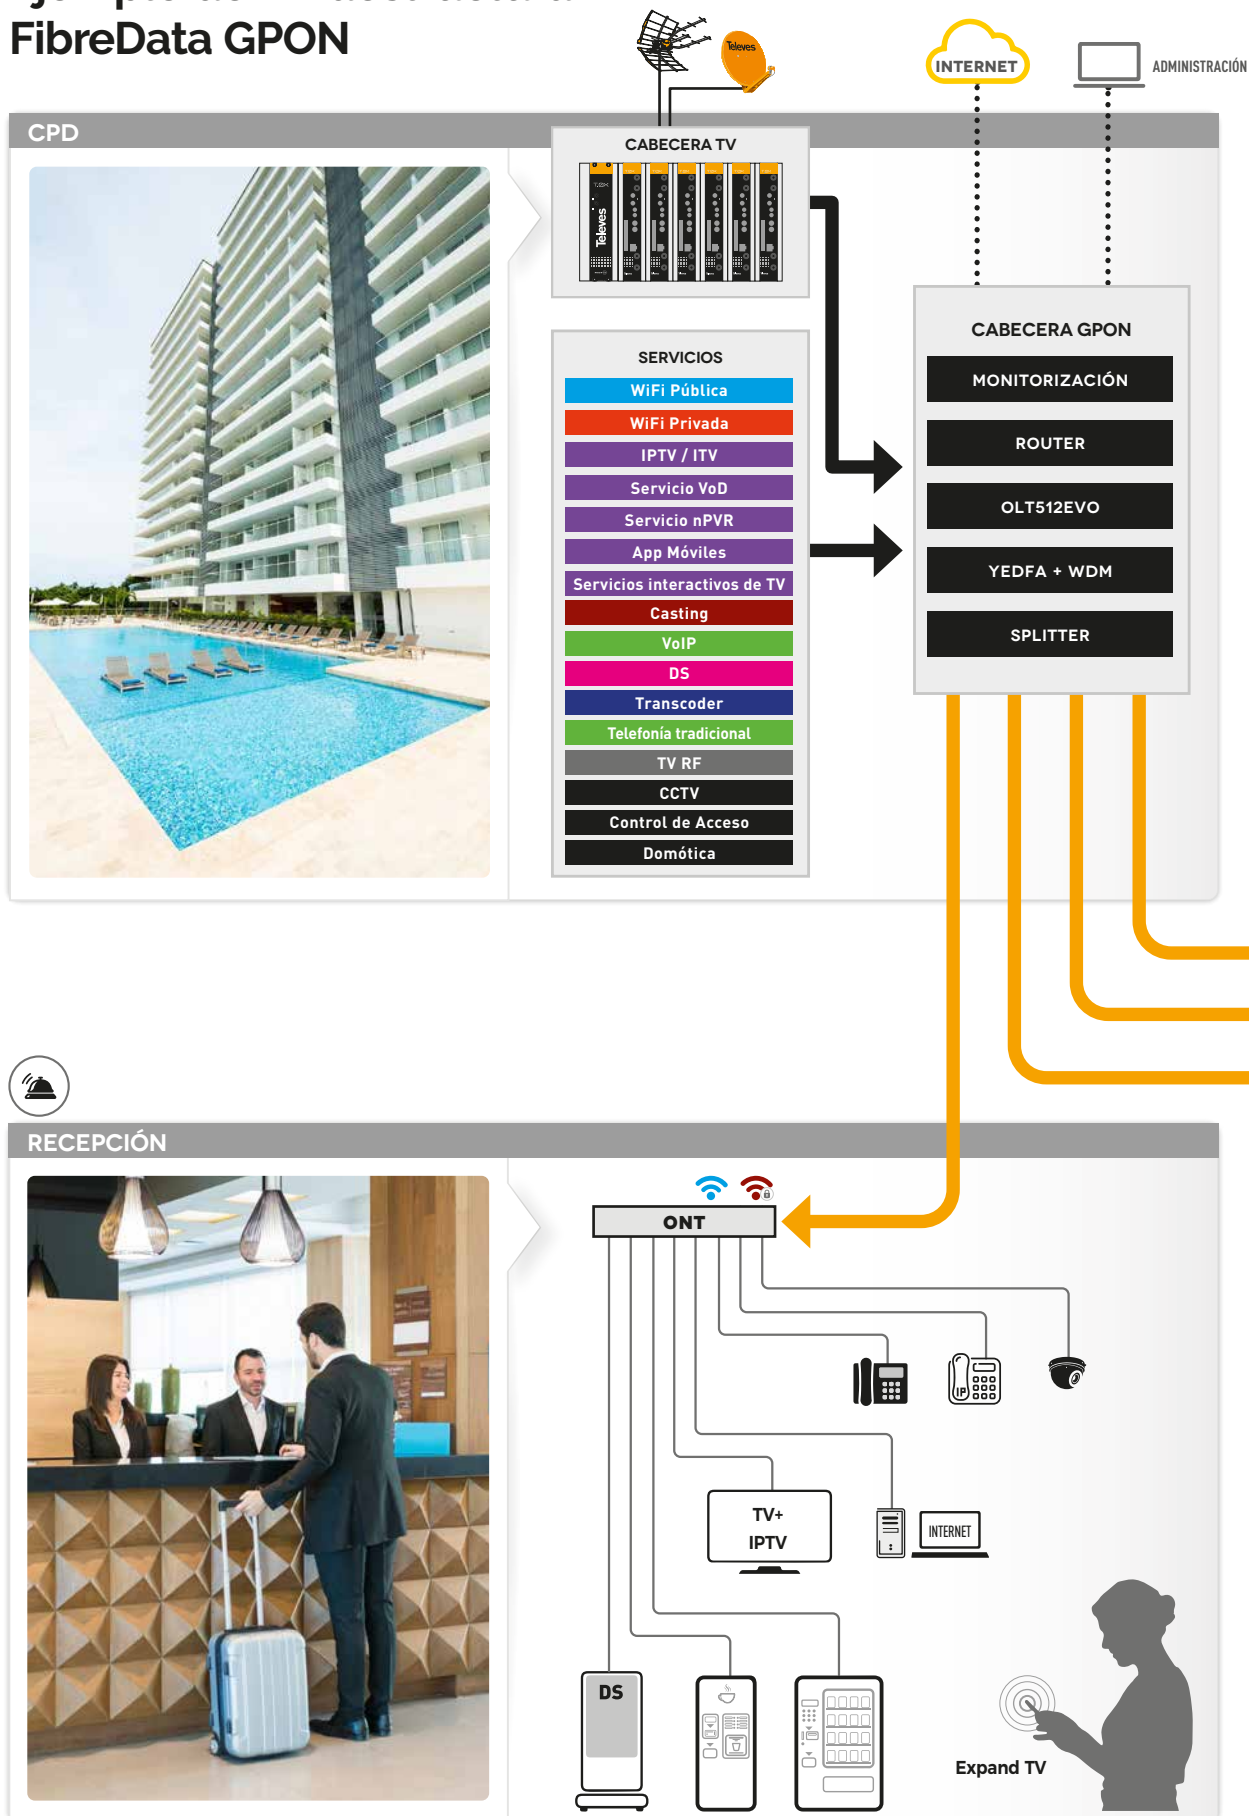 FibreData GPON
Televes
INTERNET
ADMINISTRACIÓN
CPD
CABECERA TV
Televes
SERVICIOS
WiFi Pública
WiFi Privada
IPTV / ITV
Servicio VoD
Servicio nPVR
App Móviles
Servicios interactivos de TV
Casting
VoIP
DS
Transcoder
Telefonía tradicional
TV RF
CCTV
Control de Acceso
Domótica
CABECERA GPON
MONITORIZACIÓN
ROUTER
OLT512EVO
YEDFA + WDM
SPLITTER
RECEPCIÓN
ONT
IP
TV+
IPTV
INTERNET
DS
Expand TV